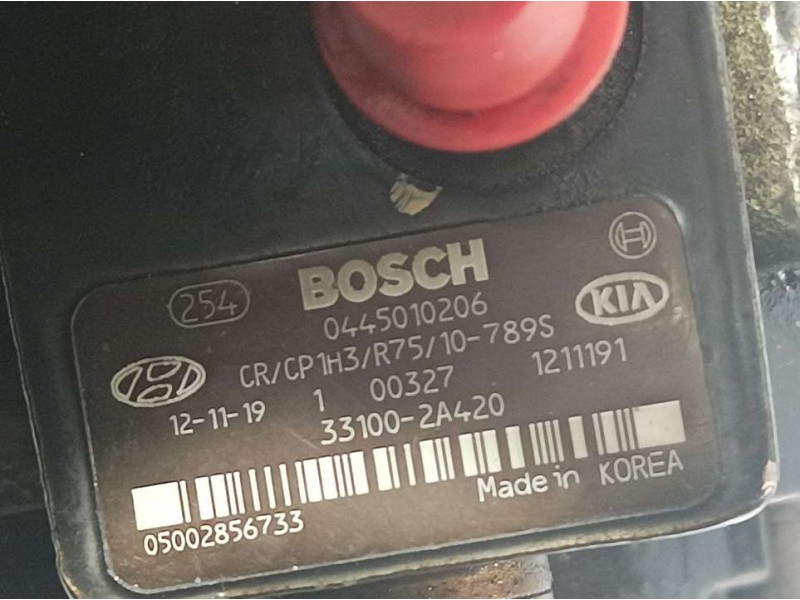 BOSCH
254
0445010206
KIA
CR/CP1H3/R75/10-789S
12-11-19 1 00327 1211191
33100-2A420
05002856733
Made in KOREA